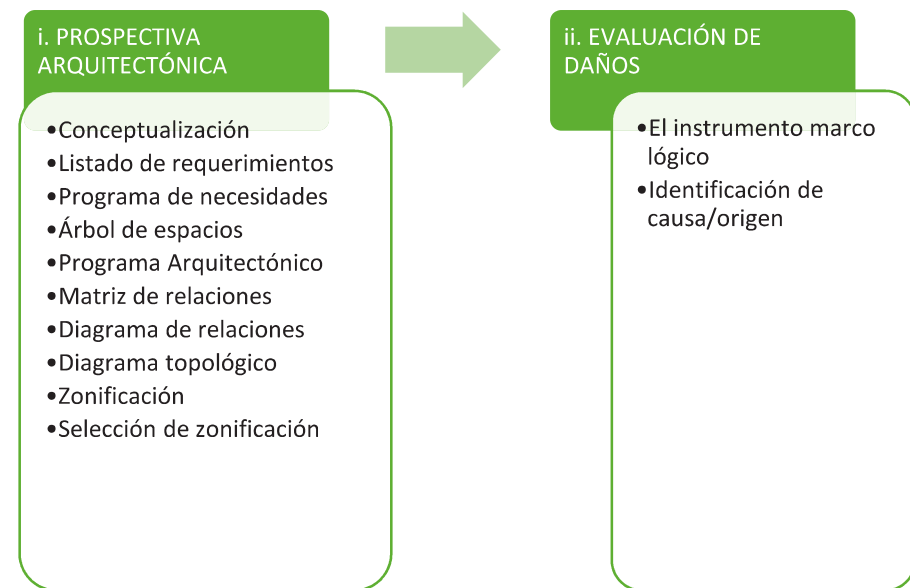 i. PROSPECTIVA
ARQUITECTÓNICA
•Conceptualización
•Listado de requerimientos
•Programa de necesidades
•Árbol de espacios
•Programa Arquitectónico
•Matriz de relaciones
•Diagrama de relaciones
•Diagrama topológico
•Zonificación
•Selección de zonificación
ii. EVALUACIÓN DE
DAÑOS
•El instrumento marco
lógico
•Identificación de
causa/origen